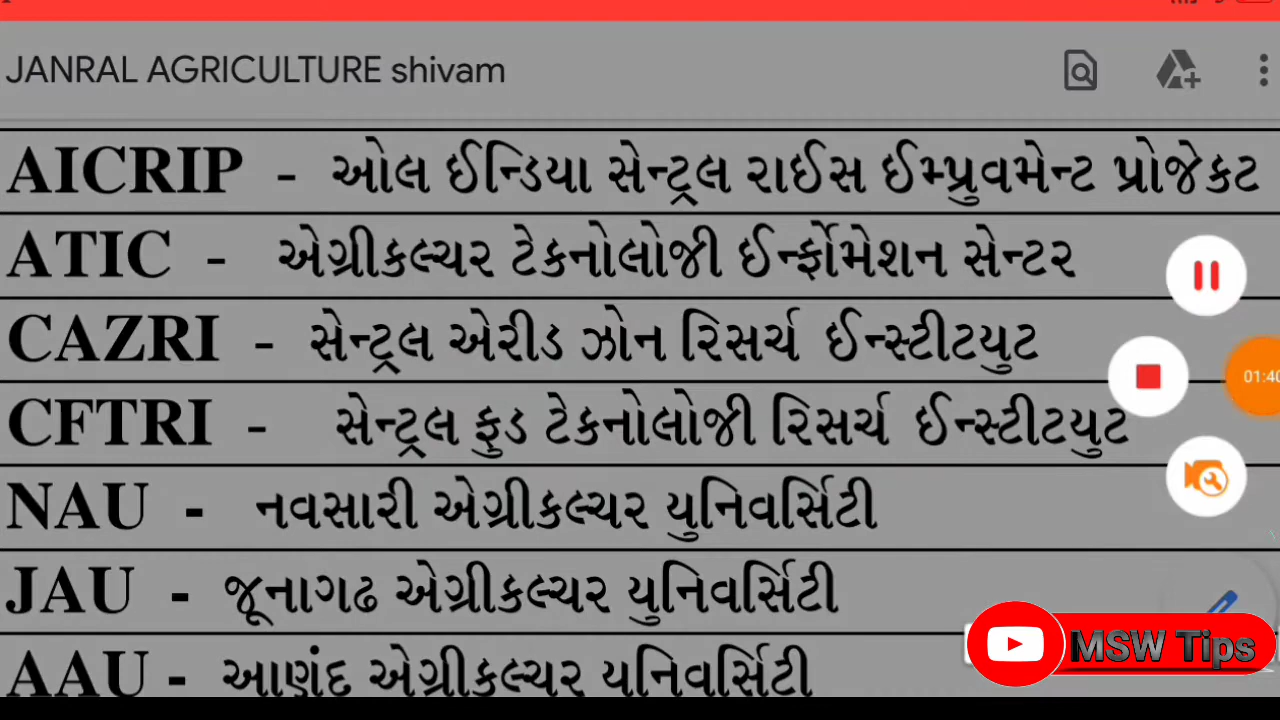 JANRAL AGRICULTURE shivam
AICRIP - ઓલ ઈન્ડિયા સેન્ટ્રલ રાઈસ ઈમ્પ્રુવમેન્ટ પ્રોજેકટ
ATIC - એગ્રીકલ્ચર ટેકનોલોજી ઈર્ન્ફોમેશન સેન્ટર
CAZRI - સેન્ટ્રલ એરીડ ઝોન રિસર્ચ ઈન્સ્ટીટયુટ
01:40
CFTRI - સેન્ટ્રલ ફુડ ટેકનોલોજી રિસર્ચ ઈન્સ્ટીટયુટ
NAU - નવસારી એગ્રીકલ્ચર યુનિવર્સિટી
JAU - જૂનાગઢ એગ્રીકલ્ચર યુનિવર્સિટી
MSW Tips
AAU - આણંદ એગ્રીકલ્ચર યુનિવર્સિટી